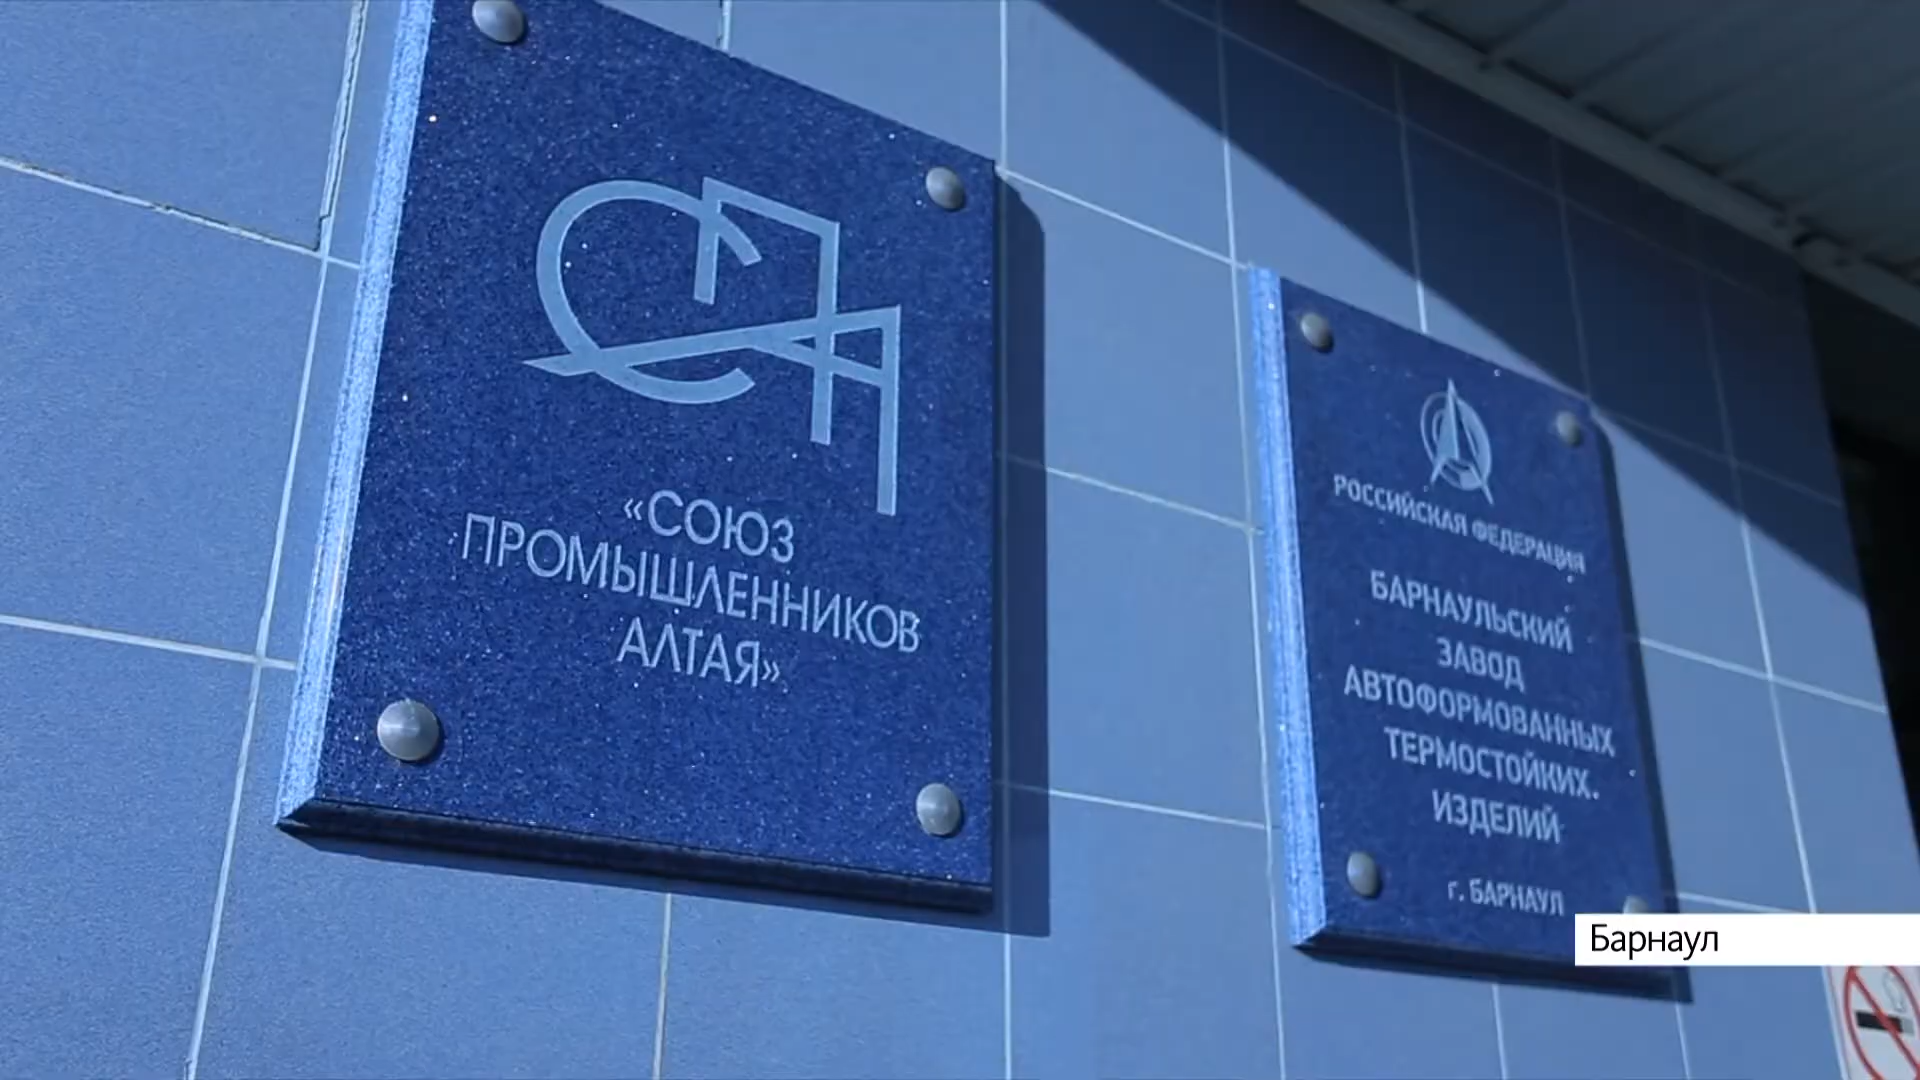 «СОЮЗ
ПРОМЫШЛЕННИКОВ
АЛТАЯ»
РОССИЙСКАЯ ФЕДЕРАЦИЯ
БАРНАУЛЬСКИЙ
ЗАВОД
АВТОФОРМОВАННЫХ
ТЕРМОСТОЙКИХ
ИЗДЕЛИЙ
г. БАРНАУЛ
Барнаул